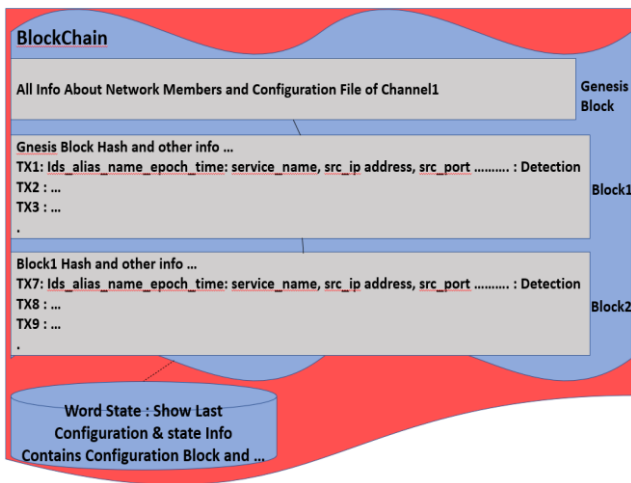 BlockChain
All Info About Network Members and Configuration File of Channel1
Genesis
Block
Gnesis Block Hash and other info ...
TX1: Ids_alias_name_epoch_time: service_name, src_ip address, src_port .......... : Detection
TX2 : ...
TX3 : ...
.
Block1
Block1 Hash and other info ...
TX7: Ids_alias_name_epoch_time: service_name, src_ip address, src_port .......... : Detection
TX8 : ...
TX9 : ...
.
Block2
Word State : Show Last
Configuration & state Info
Contains Configuration Block and ...